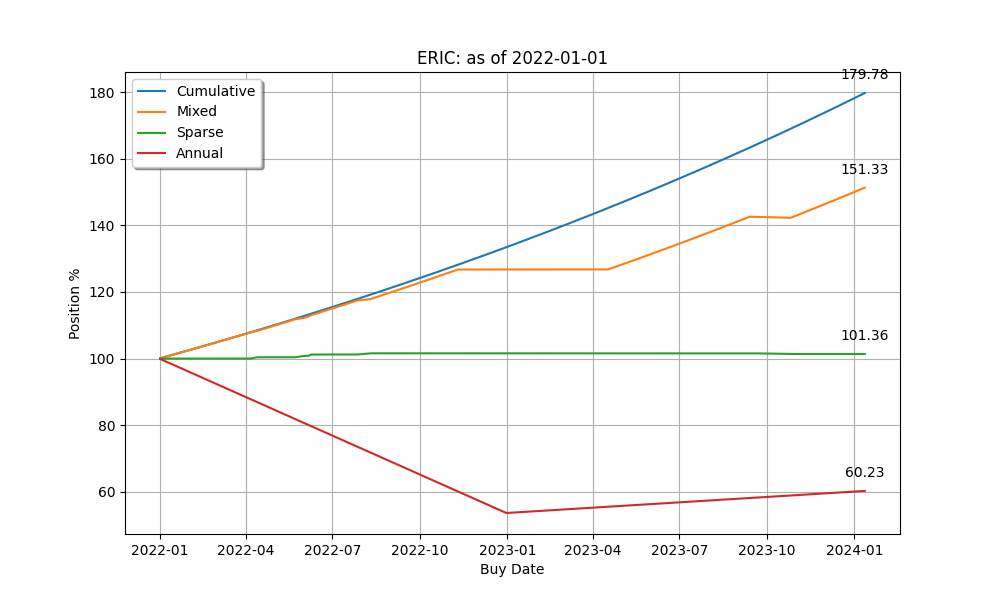 ERIC: as of 2022-01-01
Cumulative
Mixed
Sparse
Annual
179.78
151.33
101.36
60.23
Position %
180
160
140
120
100
80
60
2022-01 2022-04 2022-07 2022-10 2023-01 2023-04 2023-07 2023-10 2024-01
Buy Date